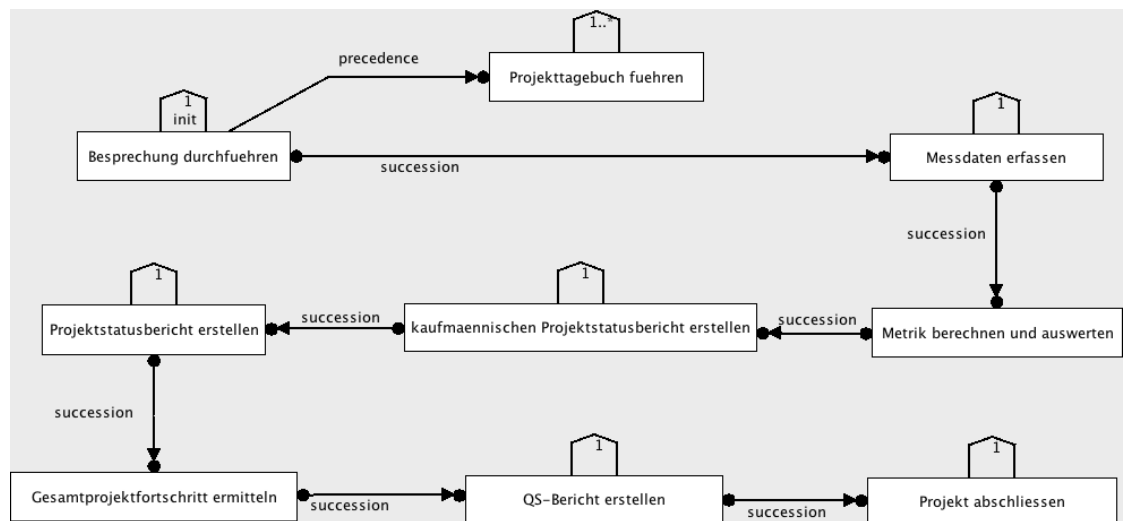 1..*
precedence
Projekttagebuch fuehren
1
init
Besprechung durchfuehren
succession
1
Messdaten erfassen
succession
1
Projektstatusbericht erstellen
succession
1
kaufmaennischen Projektstatusbericht erstellen
succession
Metrik berechnen und auswerten
succession
Gesamtprojektfortschritt ermitteln
succession
1
QS-Bericht erstellen
succession
1
Projekt abschliessen